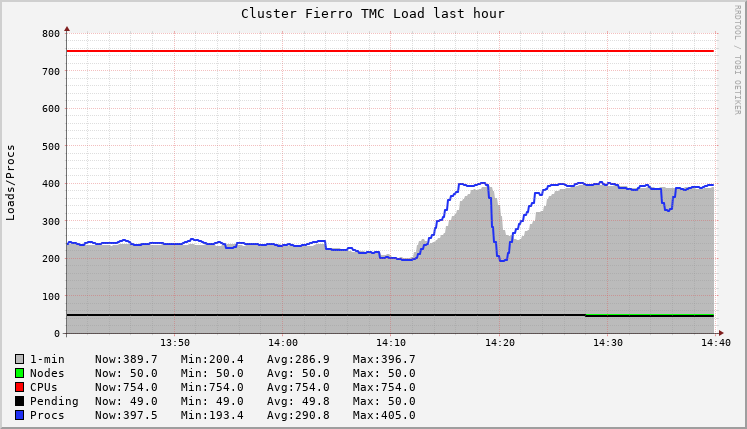 Cluster Fierro TMC Load last hour
RRDTOOL / TOBI OETIKER
Loads/Procs
800
700
600
500
400
300
200
100
0
13:50 14:00 14:10 14:20 14:30 14:40
1-min Now:389.7 Min:200.4 Avg:286.9 Max:396.7
Nodes Now: 50.0 Min: 50.0 Avg: 50.0 Max: 50.0
CPUs Now:754.0 Min:754.0 Avg:754.0 Max:754.0
Pending Now: 49.0 Min: 49.0 Avg: 49.8 Max: 50.0
Procs Now:397.5 Min:193.4 Avg:290.8 Max:405.0